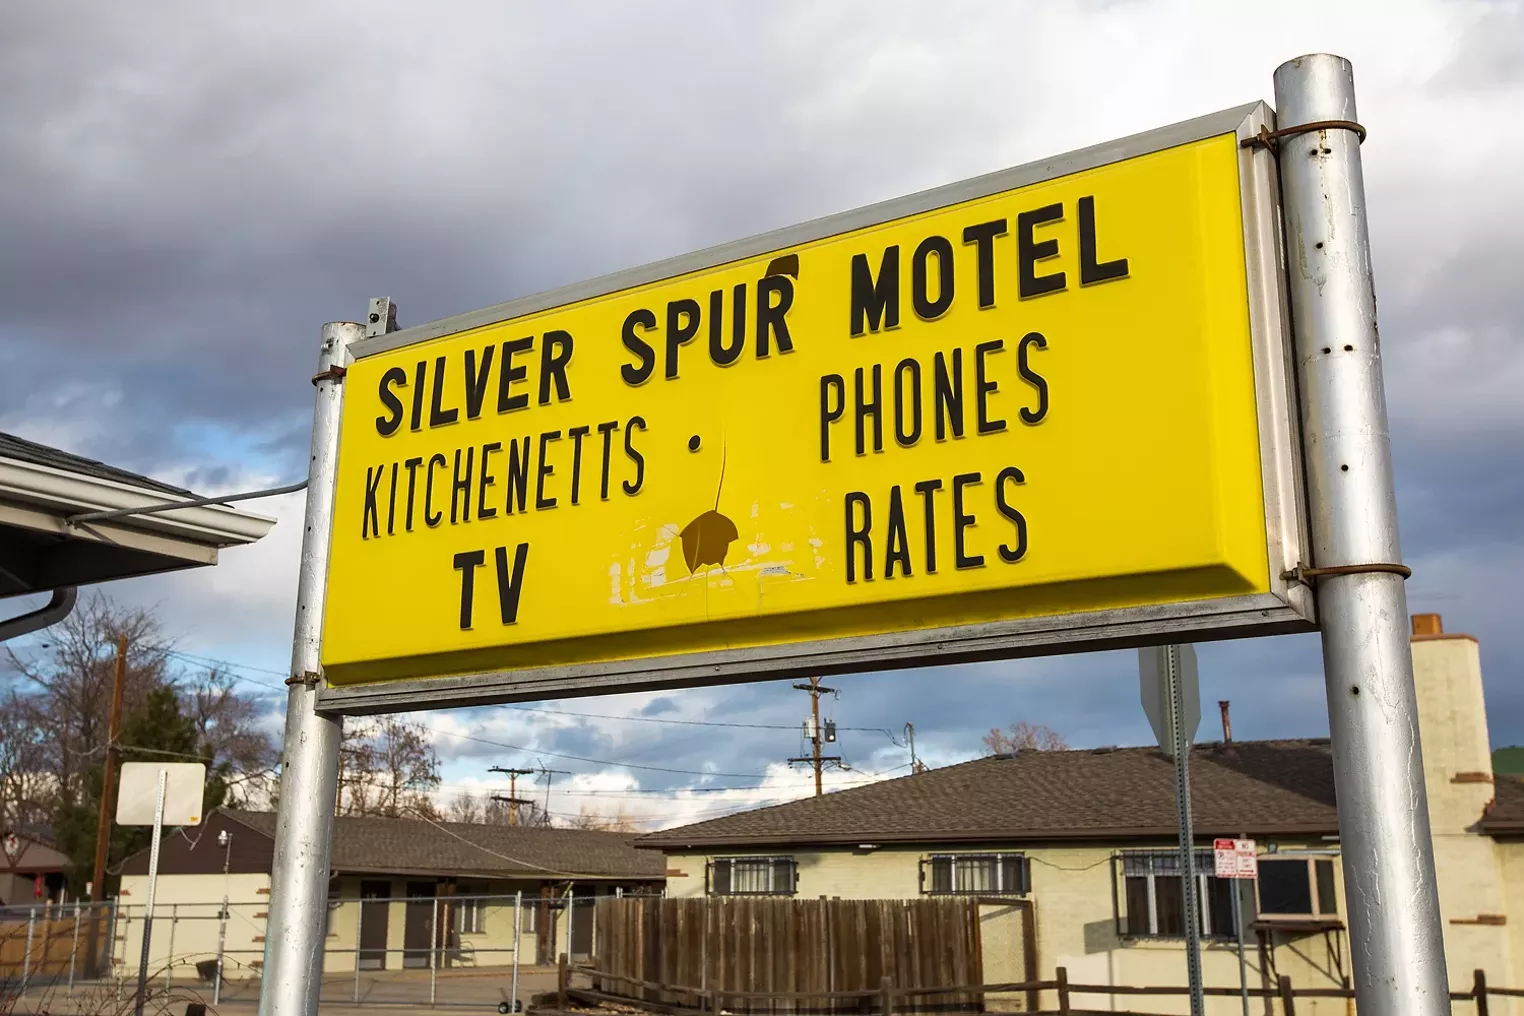 SILVER SPUR MOTEL
KITCHENETTS • PHONES
TV RATES